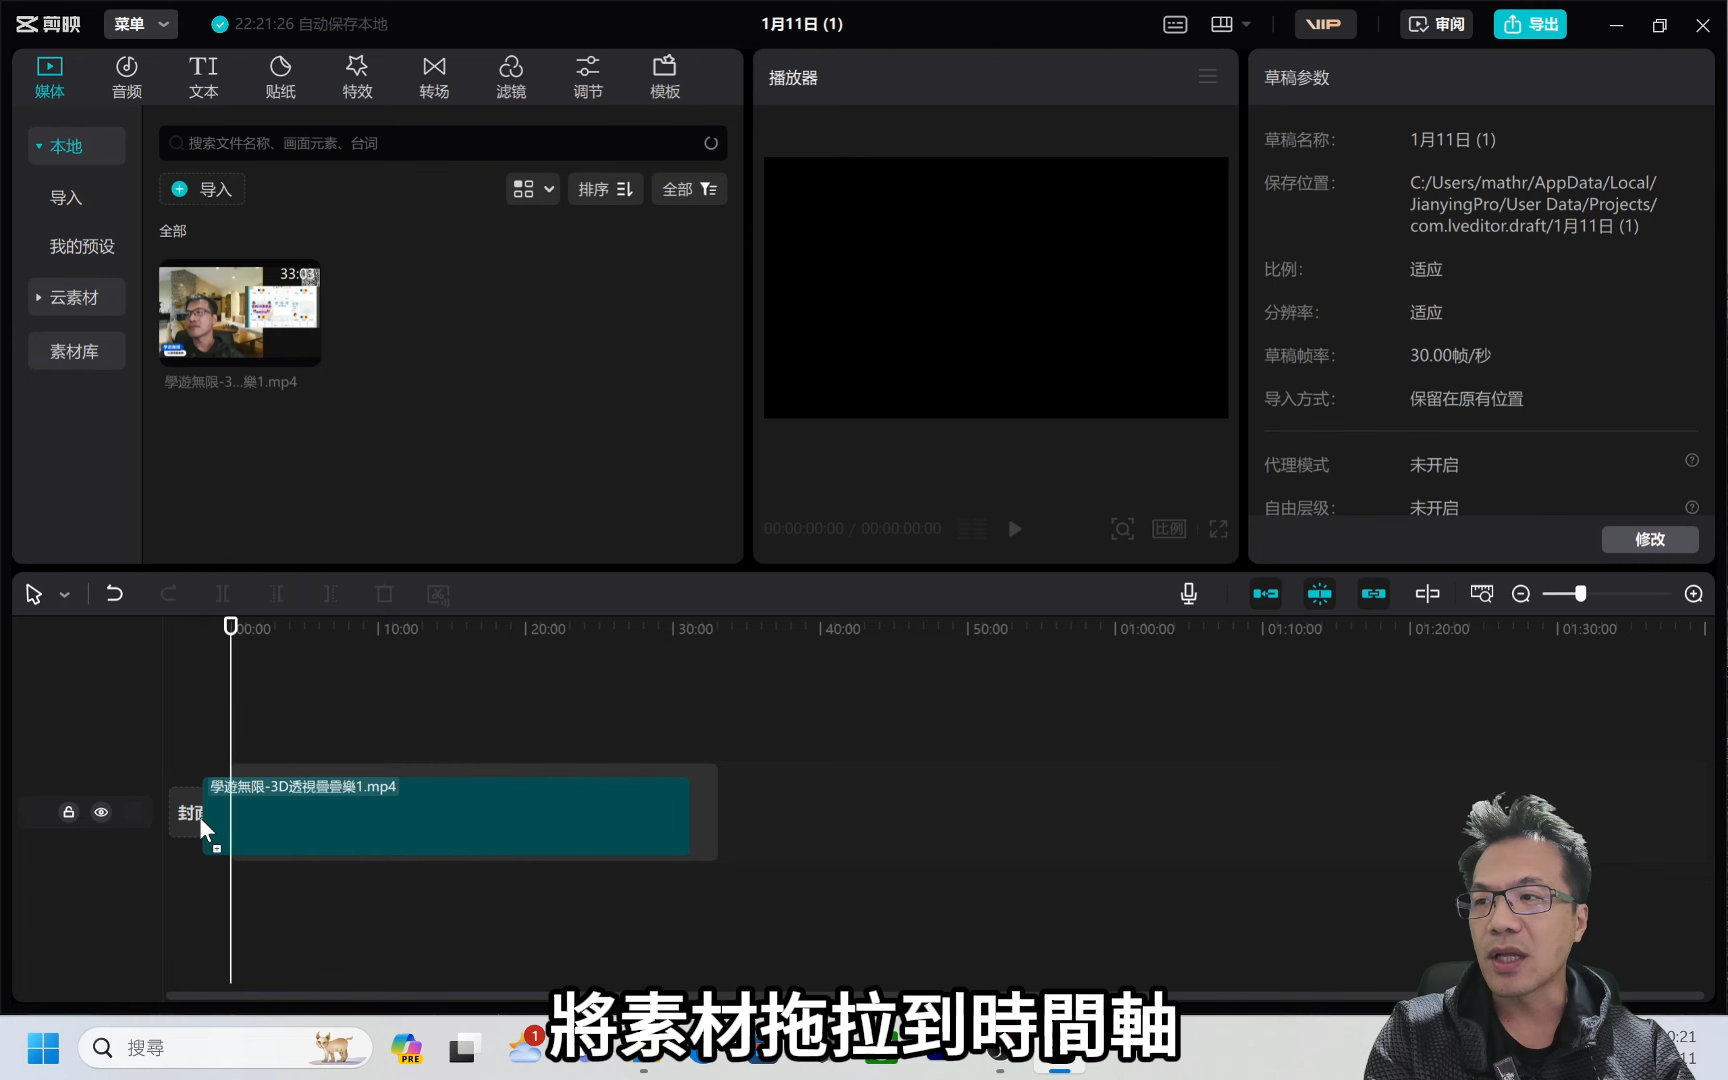 剪映
菜单
22:21:26 自动保存本地
1月11日 (1)
VIP
审阅
导出
媒体
音频
文本
贴纸
特效
转场
滤镜
调节
模板
播放器
草稿参数
本地
导入
我的预设
云素材
素材库
搜索文件名称、画面元素、台词
导入
排序
全部
全部
33:03
學遊無限-3...樂1.mp4
00:00:00:00 / 00:00:00:00
比例
草稿名称:
1月11日 (1)
保存位置:
C:/Users/mathr/AppData/Local/
JianyingPro/User Data/Projects/
com.lveditor.draft/1月11日 (1)
比例:
适应
分辨率:
适应
草稿帧率:
30.00帧/秒
导入方式:
保留在原有位置
代理模式
未开启
自由层级:
未开启
修改
00:00
10:00
20:00
30:00
40:00
50:00
01:00:00
01:10:00
01:20:00
01:30:00
學遊無限-3D透視疊疊樂1.mp4
封面
將素材拖拉到時間軸
搜尋
PRE
1